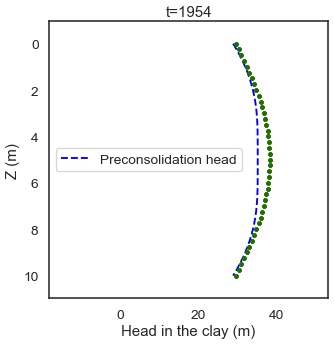 t=1954
0
2
4
6
8
10
Z (m)
Preconsolidation head
0 20 40
Head in the clay (m)